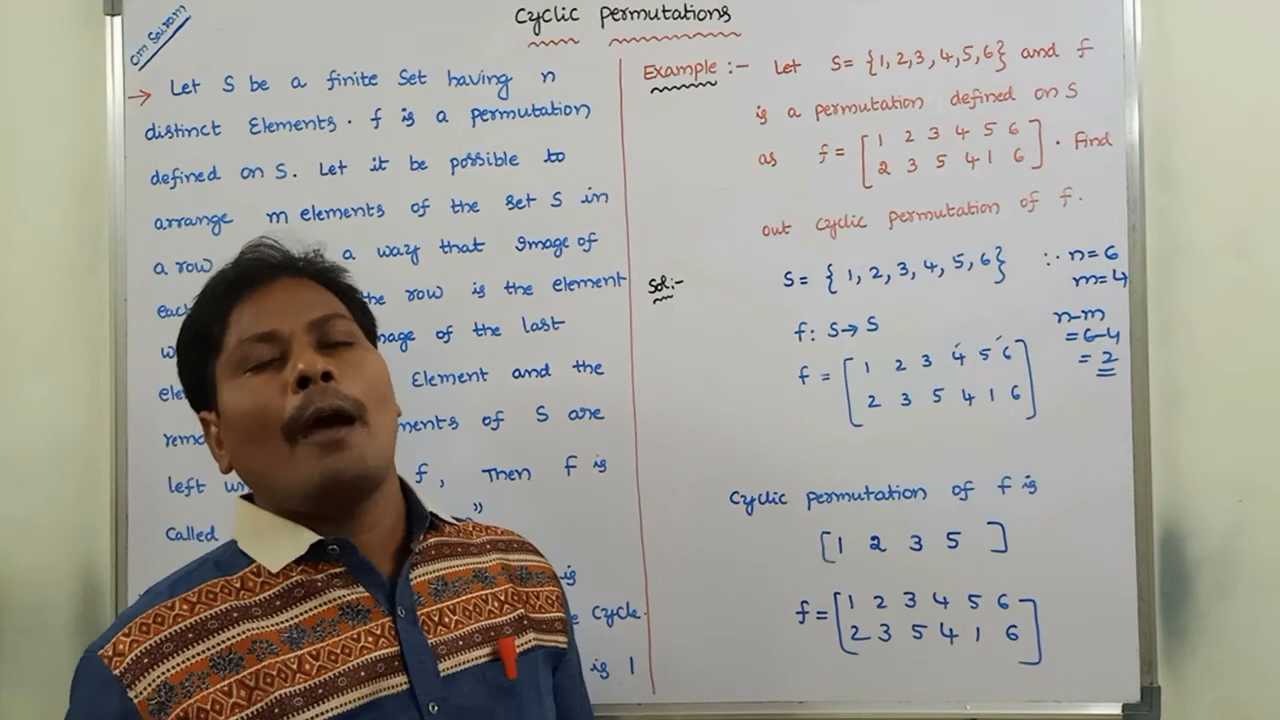 Cyclic permutations
Om Sairam
→ Let S be a finite Set having n
distinct Elements. f is a permutation
defined on S. Let it be possible to
arrange m elements of the set S in
a row a way that Image of
the row is the element
of the last
Element and the
of S are
left f, Then f is
Called "
is
cycle.
is 1
Example :- Let S= {1,2,3,4,5,6} and f
is a permutation defined on S
as f= [1 2 3 4 5 6
2 3 5 4 1 6]. Find
out cyclic permutation of f.
Sol:- S= {1,2,3,4,5,6} ∴ n=6
m=4
n-m
=6-4
=2
f: S→S
f = [1 2 3 4 5 6
2 3 5 4 1 6]
Cyclic permutation of f is
[1 2 3 5 ]
f=[1 2 3 4 5 6
2 3 5 4 1 6]